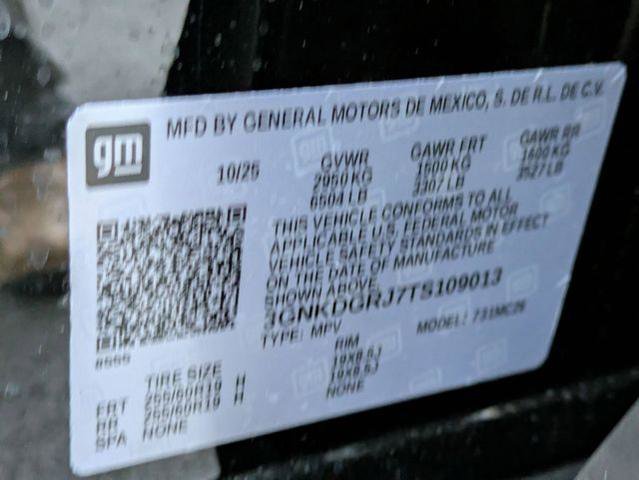 gm
MFD BY GENERAL MOTORS DE MEXICO, S. DE R.L. DE C.V.
10/25 GVWR GAWR FRT GAWR RR
2950 KG 1500 KG 1600 KG
6504 LB 3307 LB 3527 LB
THIS VEHICLE CONFORMS TO ALL
APPLICABLE U.S. FEDERAL MOTOR
VEHICLE SAFETY STANDARDS IN EFFECT
ON THE DATE OF MANUFACTURE
SHOWN ABOVE.
3GNKDGRJ7TS109013
TYPE: MPV MODEL: 731MC26
TIRE SIZE RIM
FRT 255/60R19 H 19X8.5J
RR 255/60R19 H 19X8.5J
SPA NONE NONE